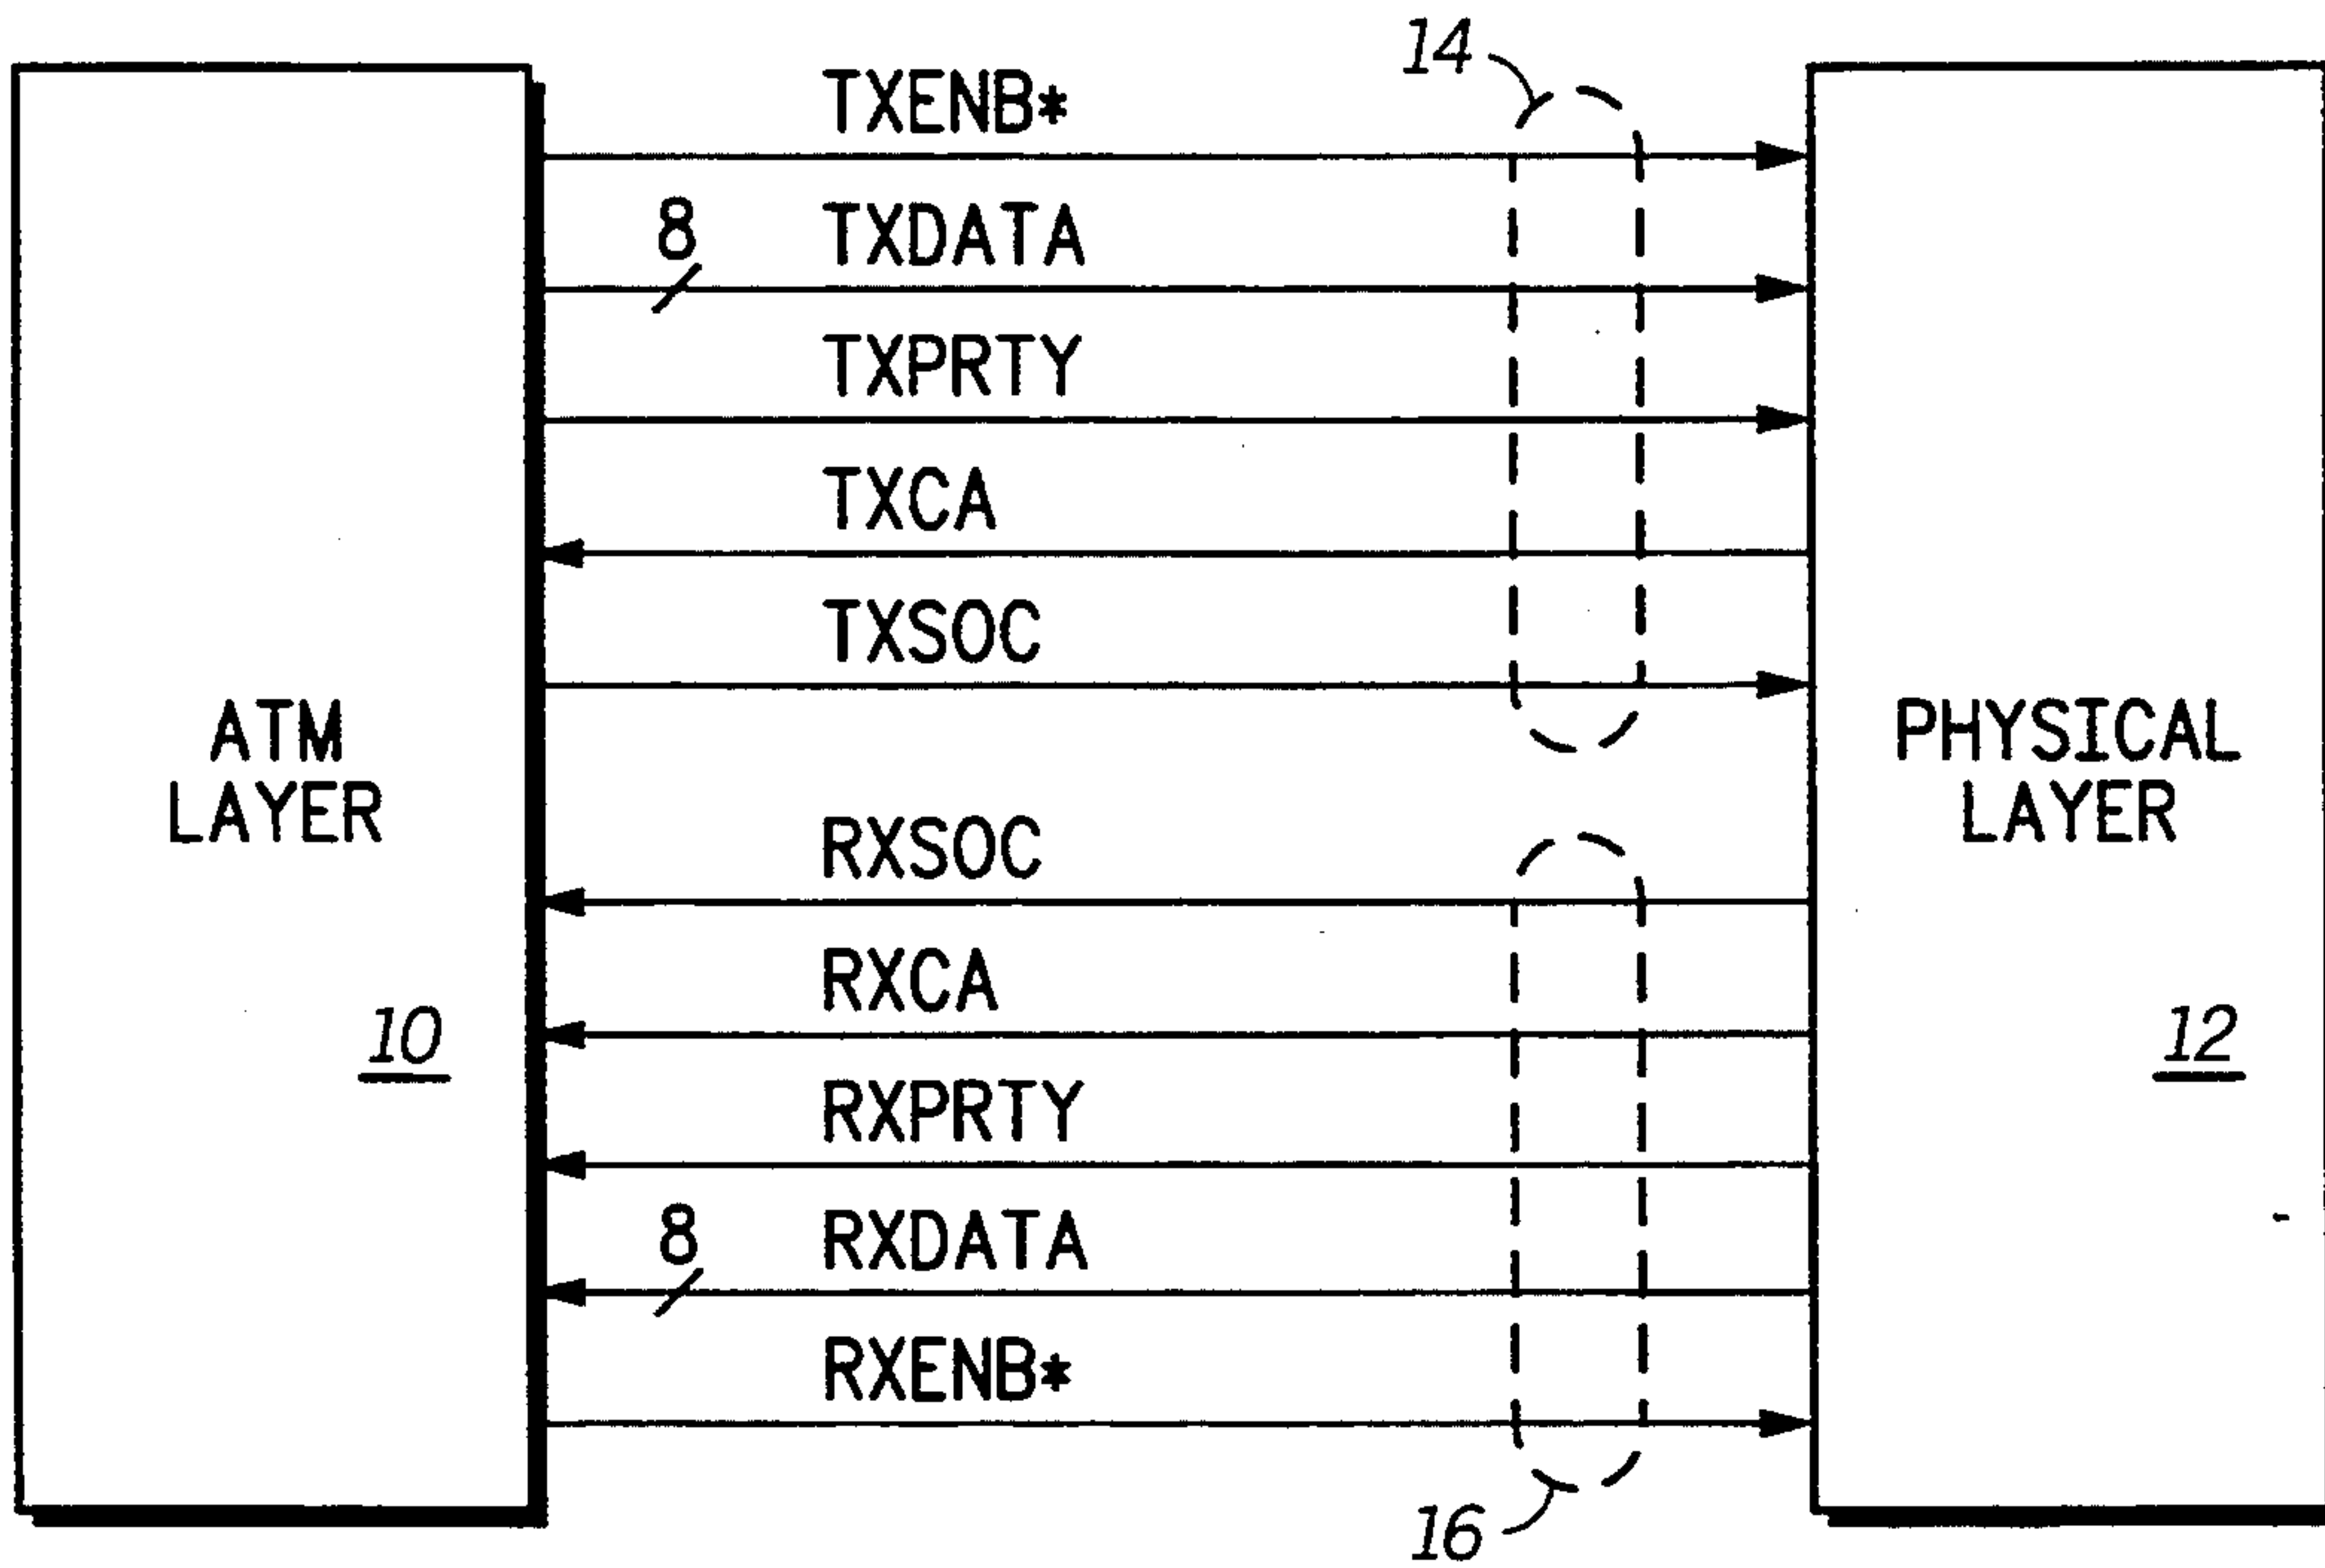 14
TXENB*
8
TXDATA
TXPRTY
TXCA
TXSOC
ATM
LAYER
10
PHYSICAL
LAYER
12
RXSOC
RXCA
RXPRTY
8
RXDATA
RXENB*
16